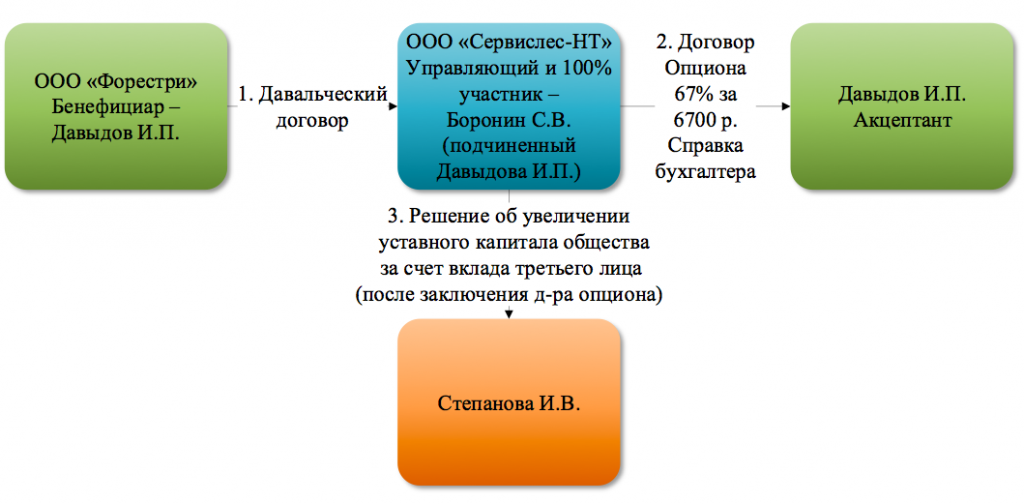 ООО «Форестри»
Бенефициар –
Давыдов И.П.
1. Давальческий
договор
ООО «Сервислес-НТ»
Управляющий и 100%
участник –
Боронин С.В.
(подчиненный
Давыдова И.П.)
2. Договор
Опциона
67% за
6700 р.
Справка
бухгалтера
Давыдов И.П.
Акцептант
3. Решение об увеличении
уставного капитала общества
за счет вклада третьего лица
(после заключения д-ра опциона)
Степанова И.В.